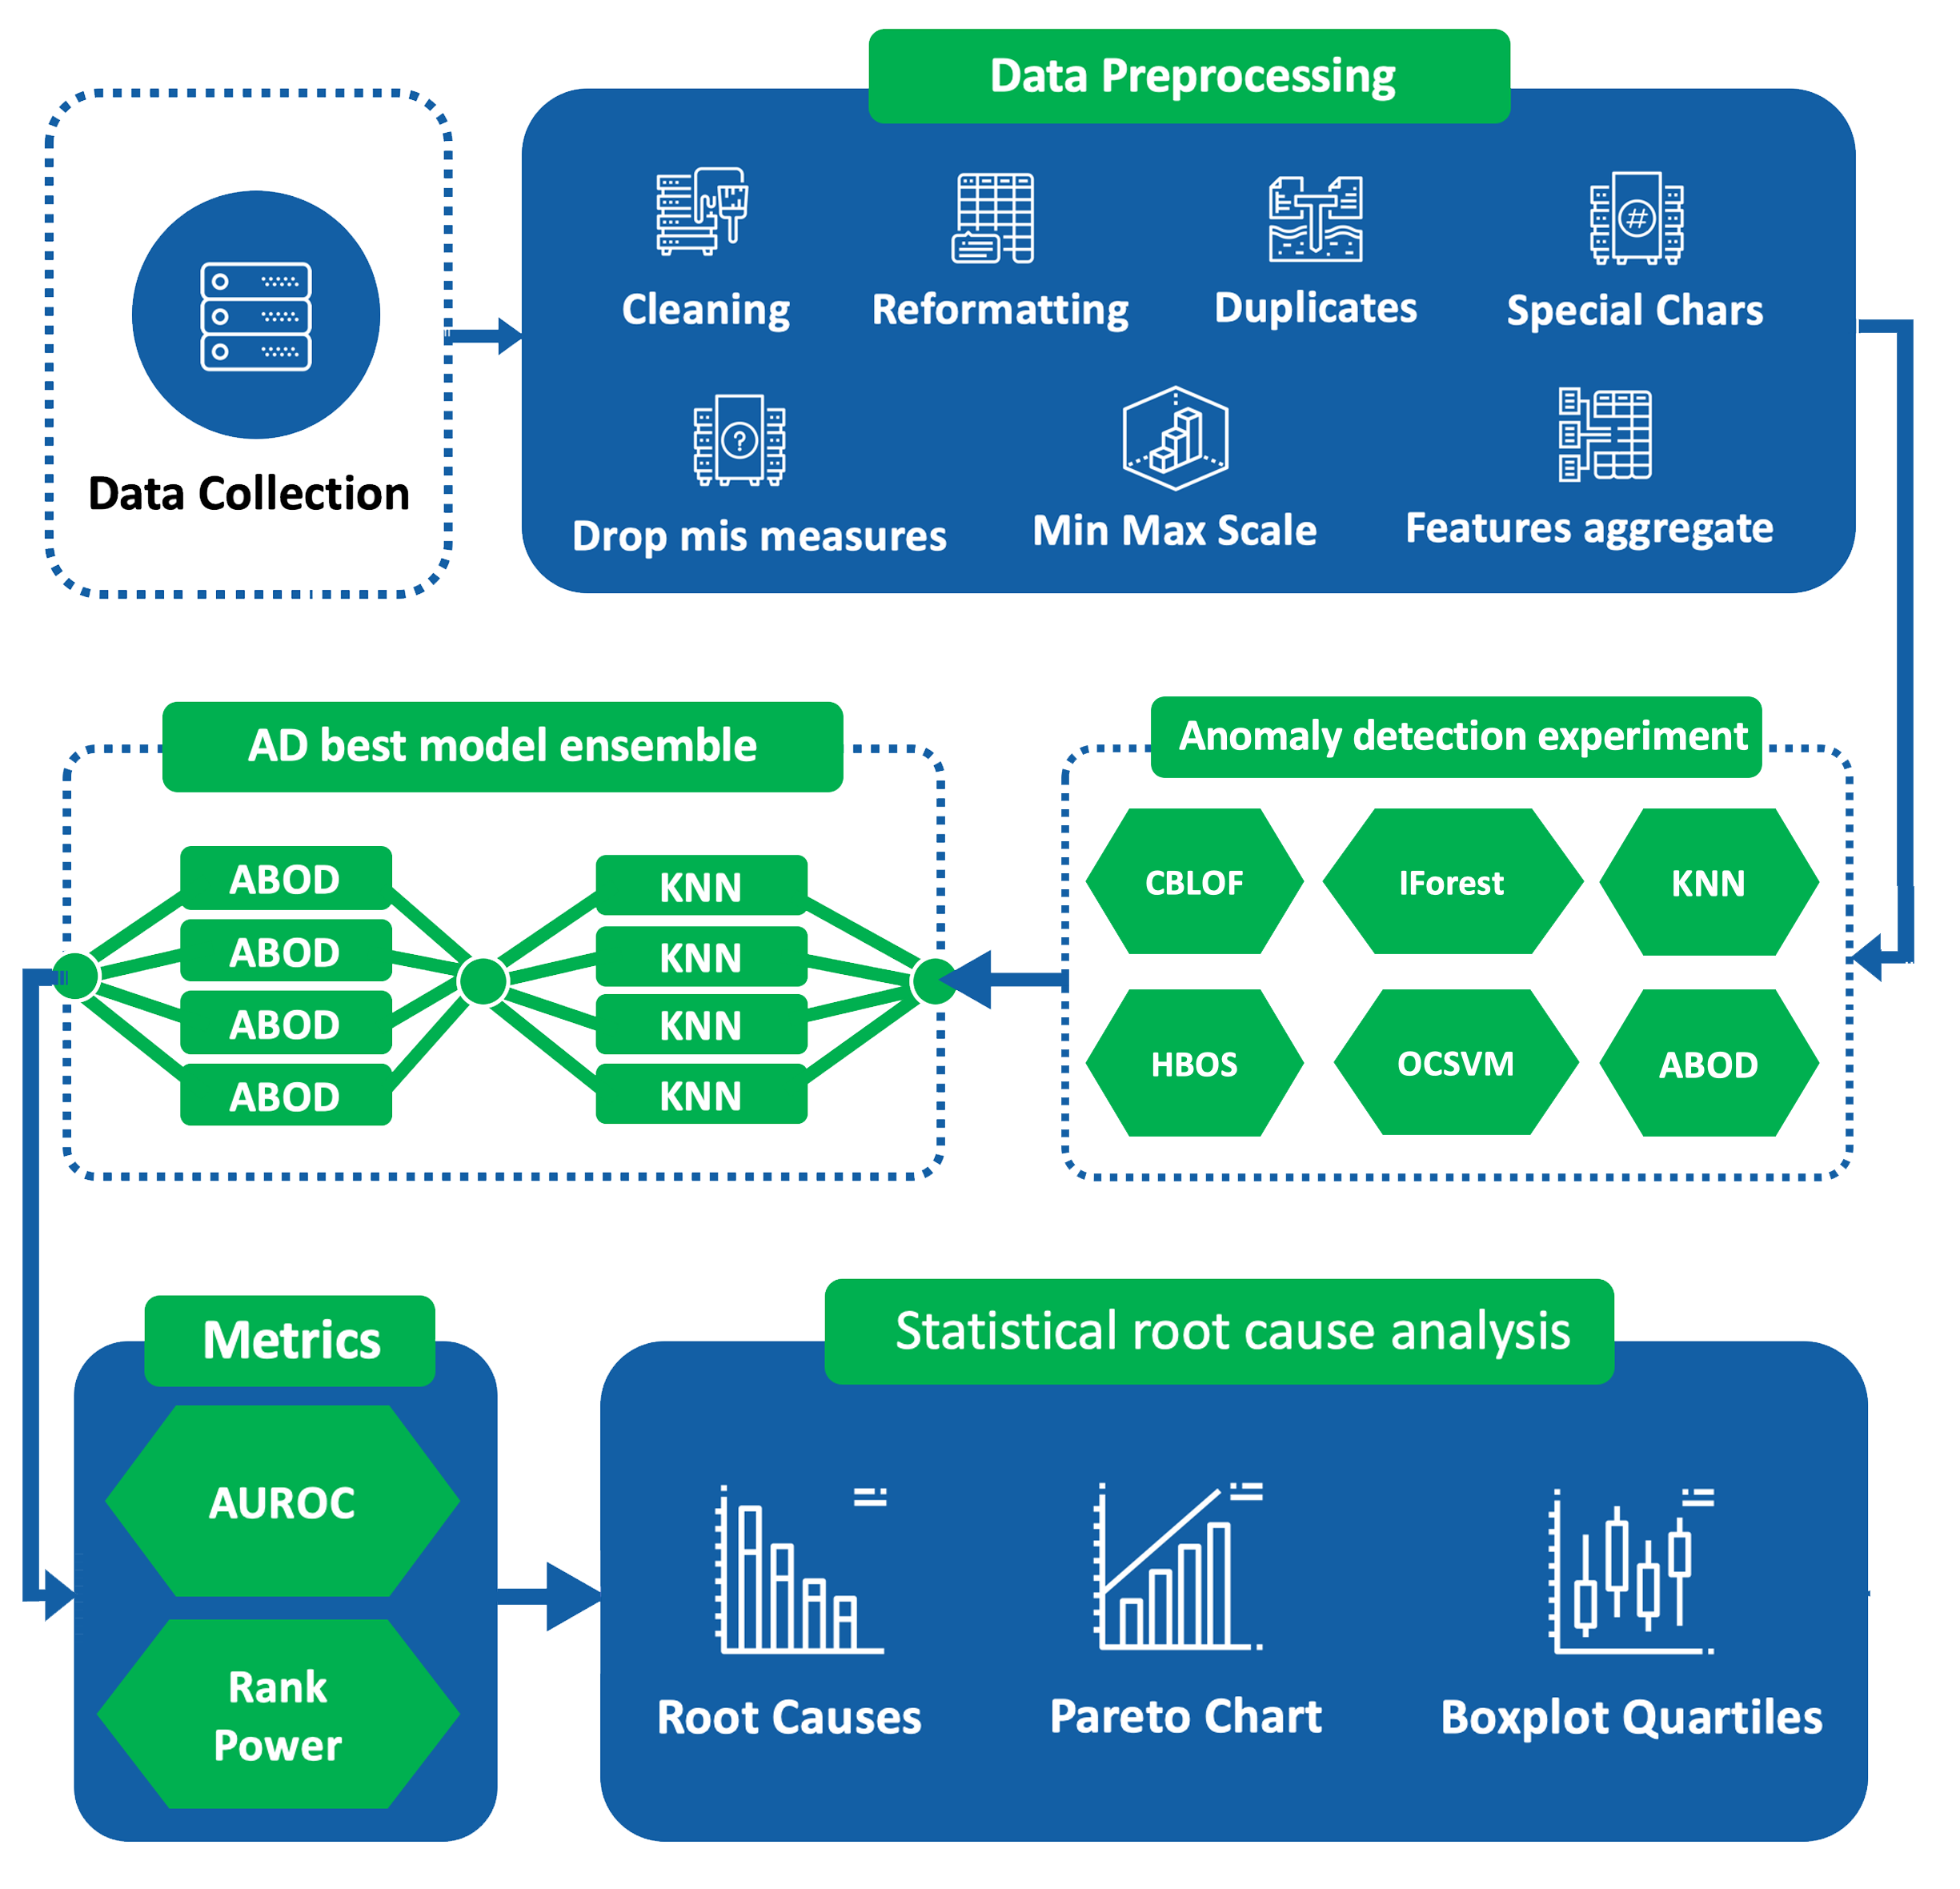 Data Preprocessing
Data Collection
Cleaning
Reformatting
Duplicates
Special Chars
#
Drop mis measures
?
Min Max Scale
Features aggregate
Anomaly detection experiment
CBLOF
IForest
KNN
HBOS
OCSVM
ABOD
AD best model ensemble
KNN
KNN
KNN
KNN
ABOD
ABOD
ABOD
ABOD
Metrics
AUROC
Rank
Power
Statistical root cause analysis
Root Causes
Pareto Chart
Boxplot Quartiles